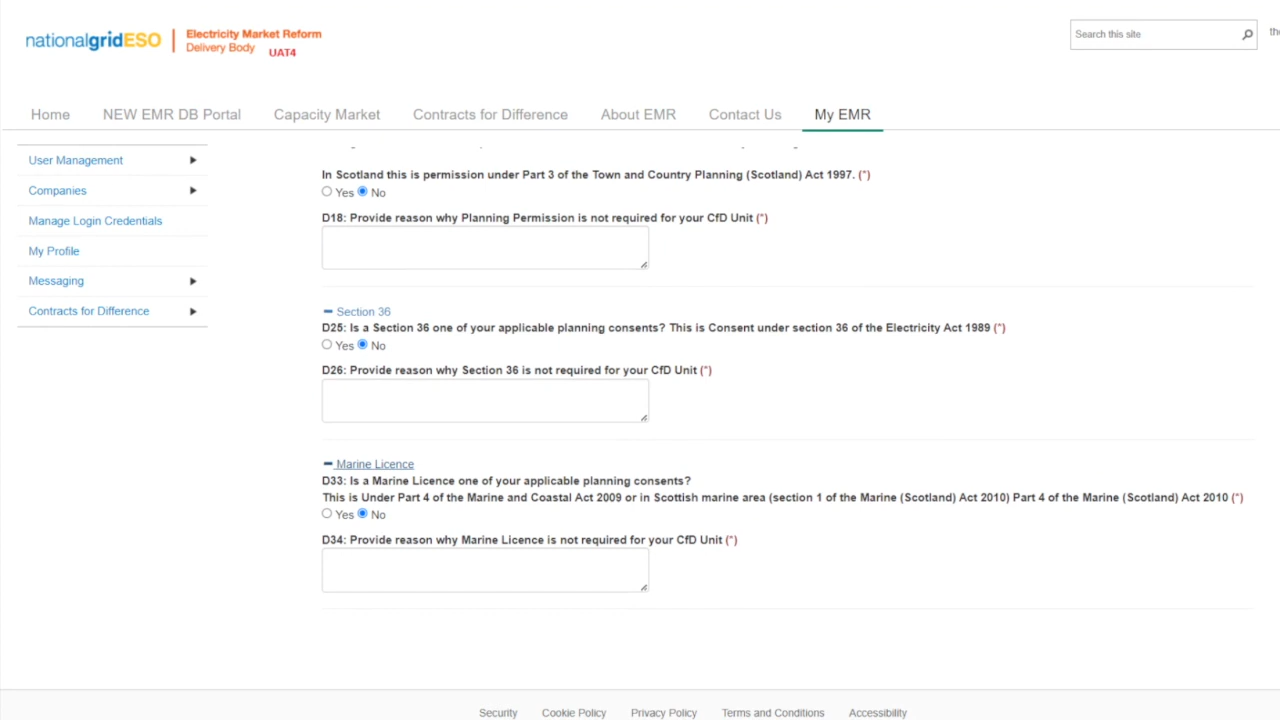 nationalgridESO
Electricity Market Reform
Delivery Body
UAT4
Search this site
Home
NEW EMR DB Portal
Capacity Market
Contracts for Difference
About EMR
Contact Us
My EMR
User Management
Companies
Manage Login Credentials
My Profile
Messaging
Contracts for Difference
In Scotland this is permission under Part 3 of the Town and Country Planning (Scotland) Act 1997. (*)
Yes No
D18: Provide reason why Planning Permission is not required for your CfD Unit (*)
Section 36
D25: Is a Section 36 one of your applicable planning consents? This is Consent under section 36 of the Electricity Act 1989 (*)
Yes No
D26: Provide reason why Section 36 is not required for your CfD Unit (*)
Marine Licence
D33: Is a Marine Licence one of your applicable planning consents?
This is Under Part 4 of the Marine and Coastal Act 2009 or in Scottish marine area (section 1 of the Marine (Scotland) Act 2010) Part 4 of the Marine (Scotland) Act 2010 (*)
Yes No
D34: Provide reason why Marine Licence is not required for your CfD Unit (*)
Security
Cookie Policy
Privacy Policy
Terms and Conditions
Accessibility